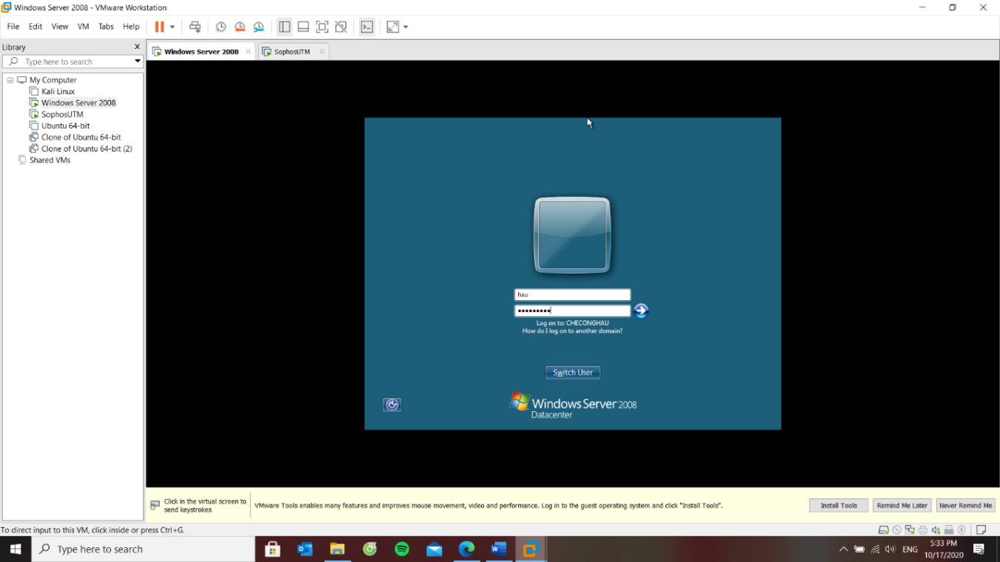 Windows Server 2008 - VMware Workstation
File Edit View VM Tabs Help
Library
Type here to search
My Computer
Kali Linux
Windows Server 2008
SophosUTM
Ubuntu 64-bit
Clone of Ubuntu 64-bit
Clone of Ubuntu 64-bit (2)
Shared VMs
Windows Server 2008
SophosUTM
hau
Log on to: CHECONGHAU
How do I log on to another domain?
Switch User
Windows Server 2008
Datacenter
Click in the virtual screen to
send keystrokes
VMware Tools enables many features and improves mouse movement, video and performance. Log in to the guest operating system and click "Install Tools".
Install Tools
Remind Me Later
Never Remind Me
To direct input to this VM, click inside or press Ctrl+G.
Type here to search
ENG
5:33 PM
10/17/2020